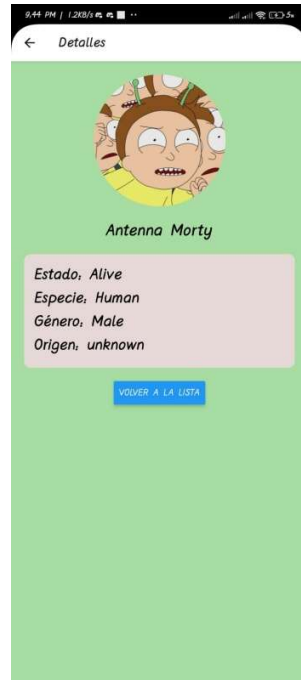 9:44 PM | 1.2KB/s
← Detalles
Antenna Morty
Estado: Alive
Especie: Human
Género: Male
Origen: unknown
VOLVER A LA LISTA